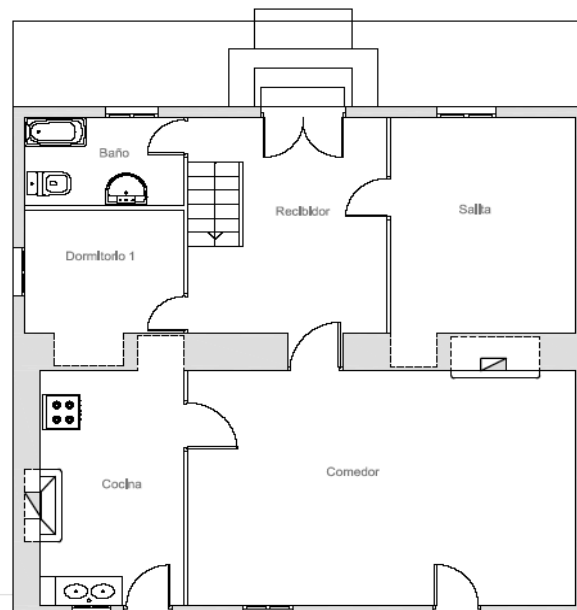 Baño
Recibidor
Salita
Dormitorio 1
Comedor
Cocina